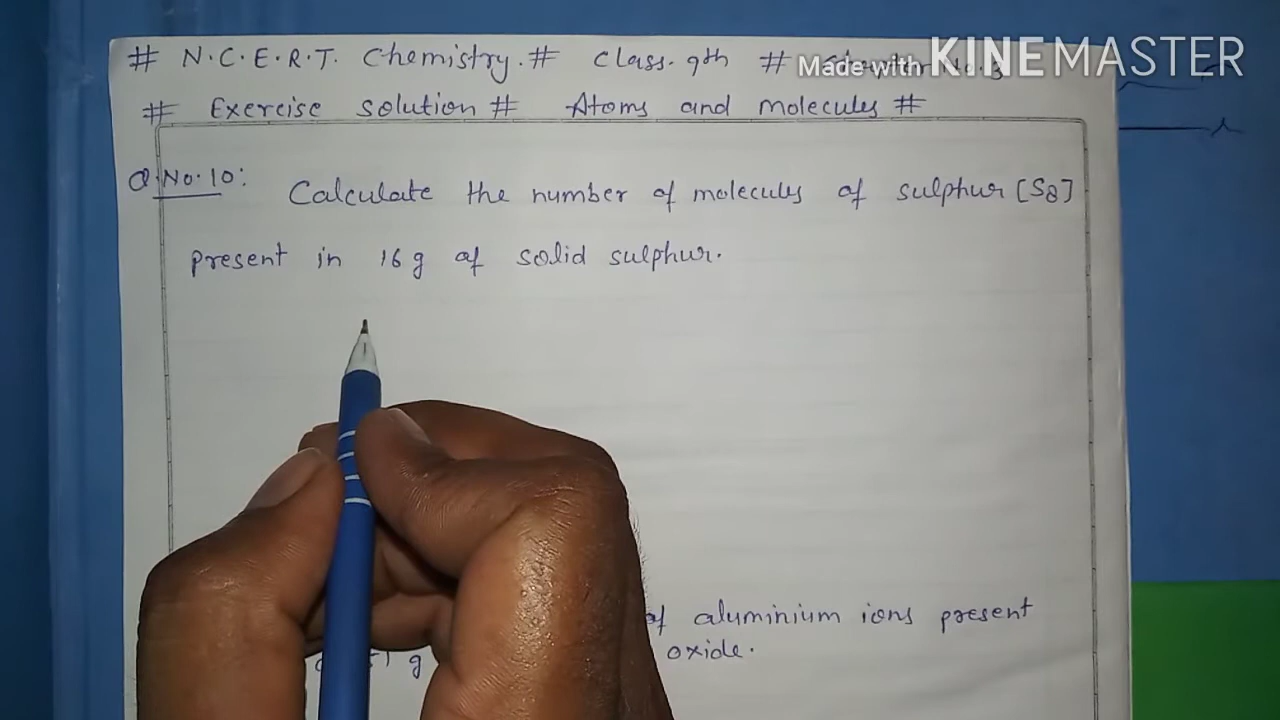 # N.C.E.R.T. Chemistry. # Class. 9th #
Made with KINEMASTER
# Exercise solution # Atoms and molecules #
Q.No.10: Calculate the number of molecules of sulphur [S8]
present in 16 g of solid sulphur.
of aluminium ions present
g oxide.